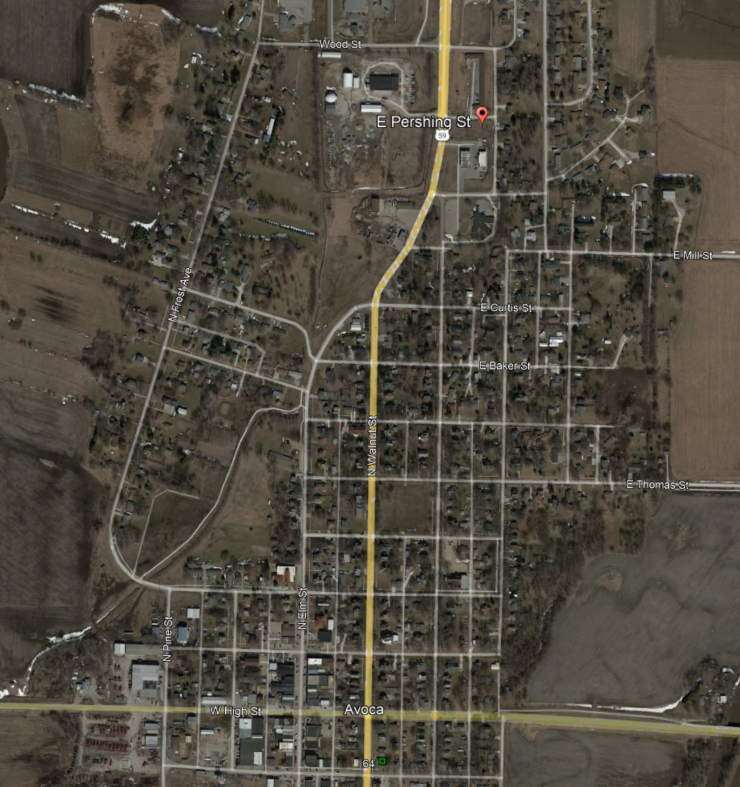 Wood St
E Pershing St
59
E Mill St
N Frost Ave
E Curtis St
E Baker St
N Walnut St
E Thomas St
N Elm St
N Pine St
W High St
Avoca
64